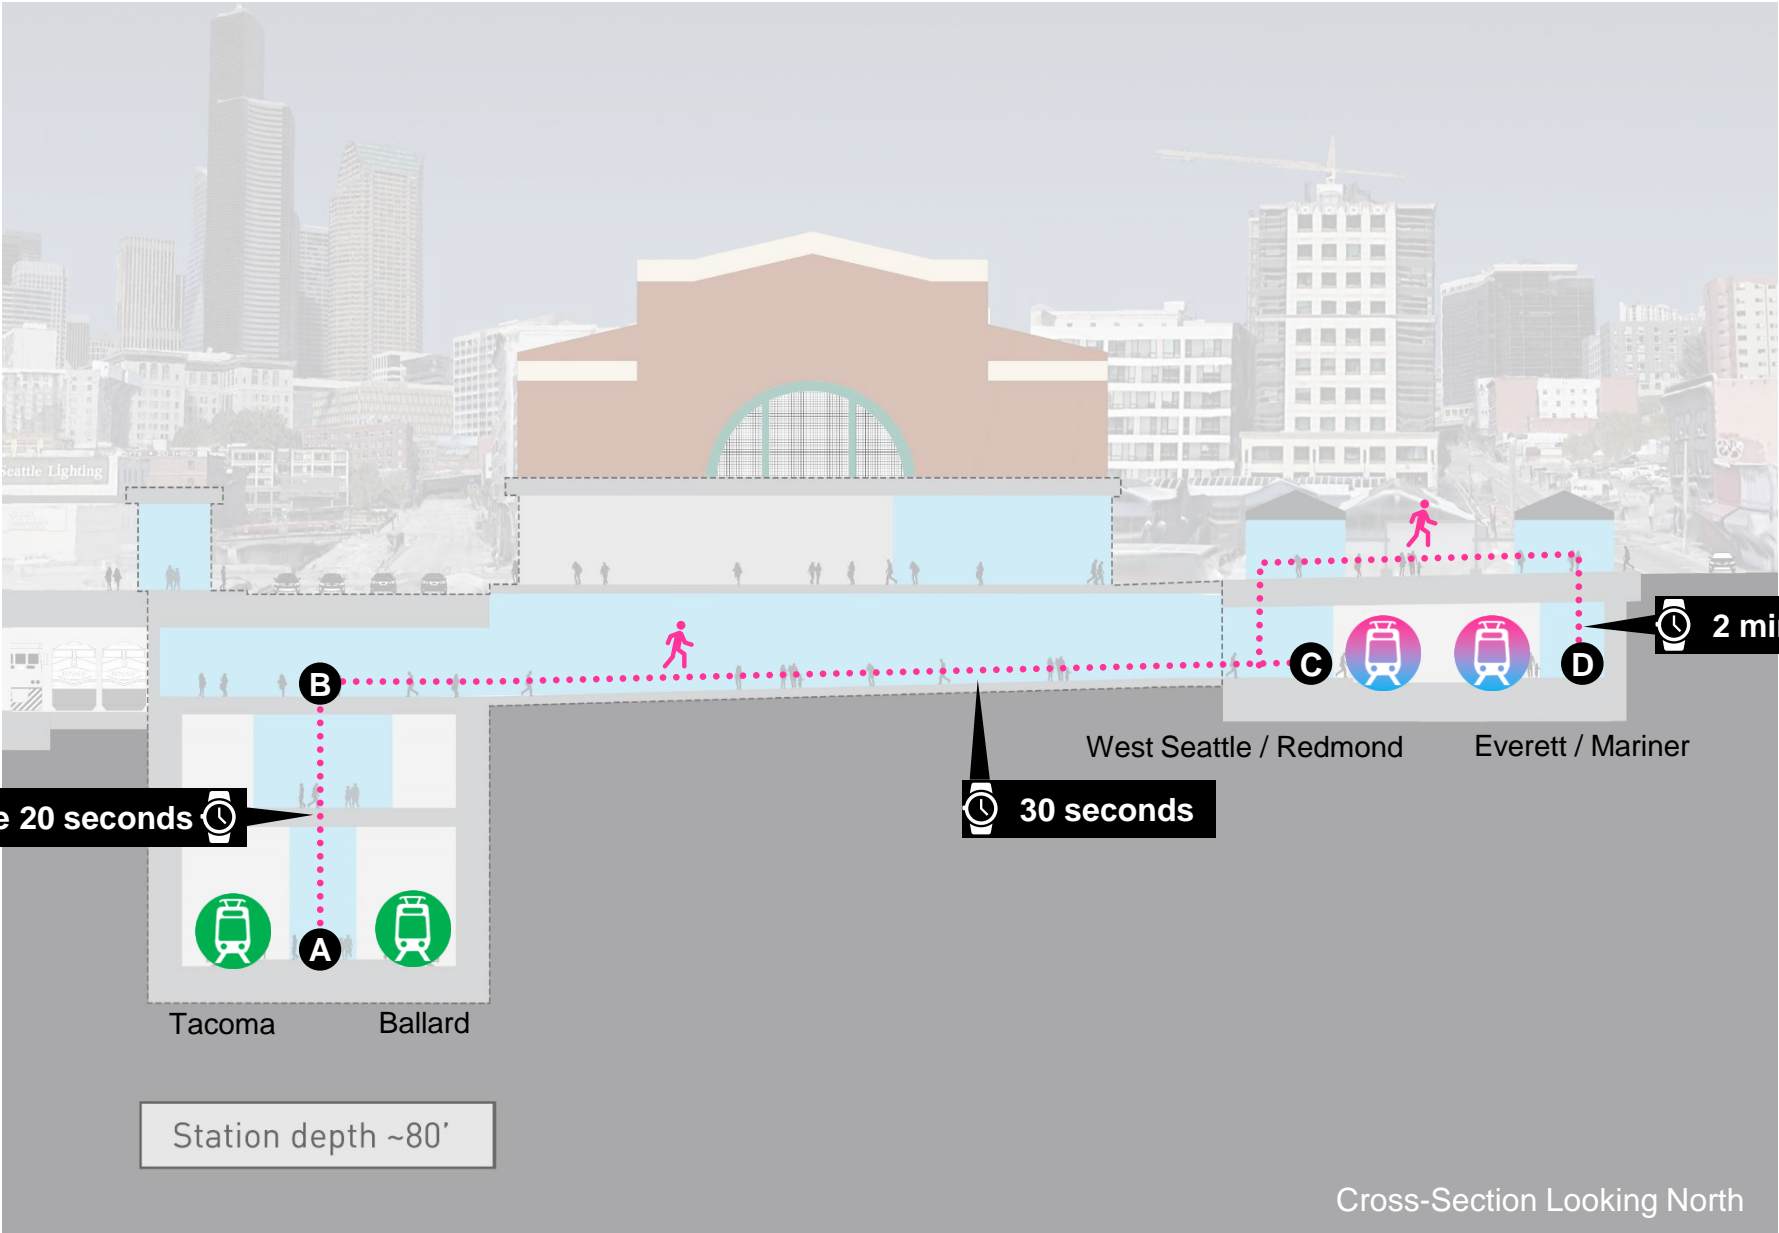 Seattle Lighting
B
C
D
2 mi
West Seattle / Redmond
Everett / Mariner
e 20 seconds
30 seconds
A
Tacoma
Ballard
Station depth ~80'
Cross-Section Looking North